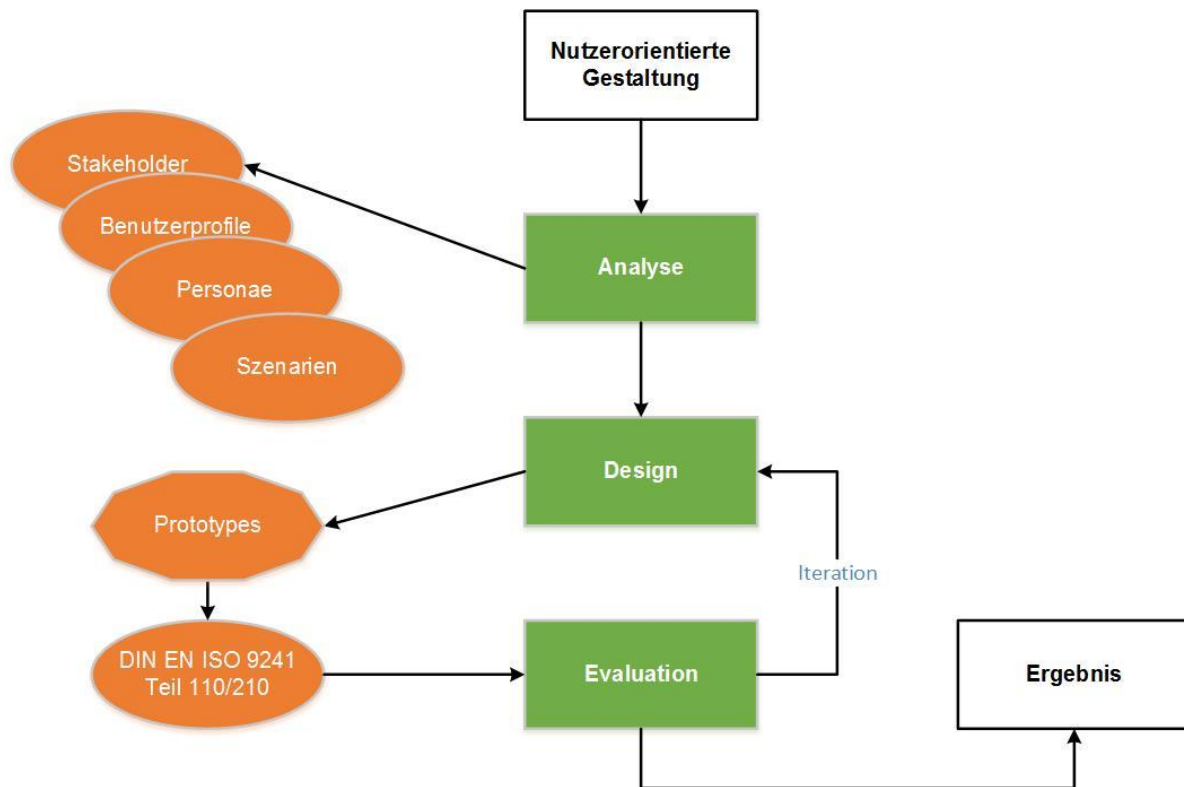 Nutzerorientierte
Gestaltung
Stakeholder
Benutzerprofile
Analyse
Personae
Szenarien
Design
Prototypes
Iteration
DIN EN ISO 9241
Teil 110/210
Evaluation
Ergebnis